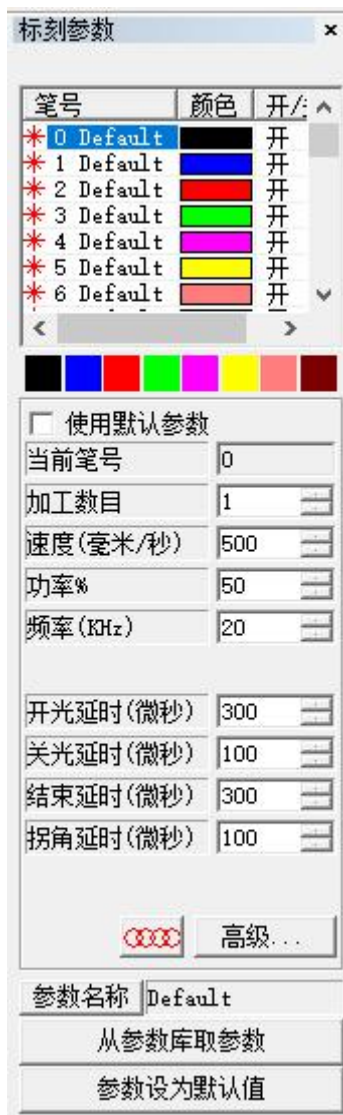 标刻参数 ×
笔号 颜色 开/
0 Default 开
1 Default 开
2 Default 开
3 Default 开
4 Default 开
5 Default 开
6 Default 开
使用默认参数
当前笔号 0
加工数目 1
速度(毫米/秒) 500
功率% 50
频率(KHz) 20
开光延时(微秒) 300
关光延时(微秒) 100
结束延时(微秒) 300
拐角延时(微秒) 100
高级...
参数名称 Default
从参数库取参数
参数设为默认值